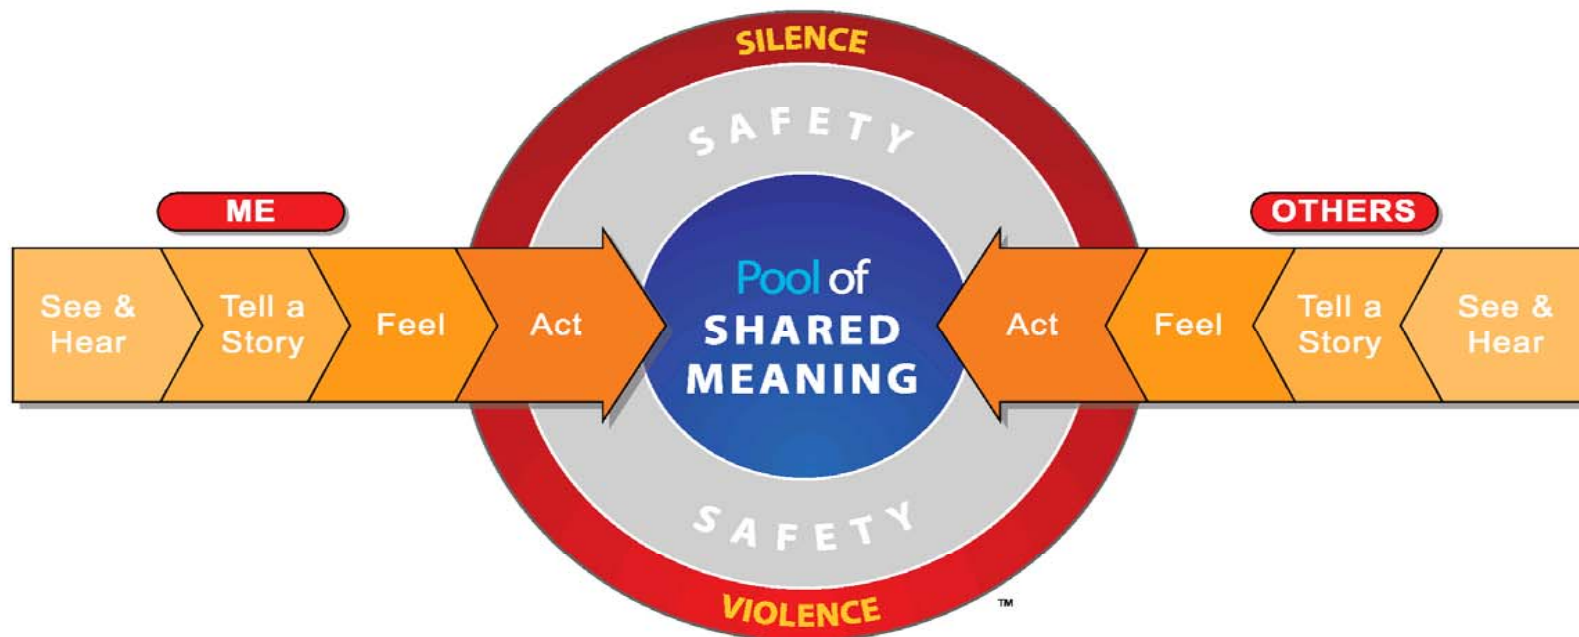 SILENCE
SAFETY
ME
OTHERS
See &
Hear
Tell a
Story
Feel
Act
Pool of
SHARED
MEANING
Act
Feel
Tell a
Story
See &
Hear
SAFETY
VIOLENCE
™